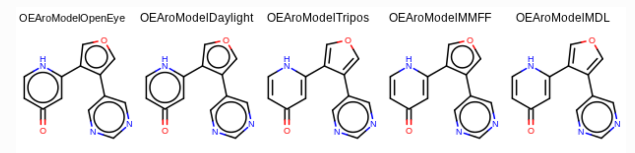 OEAroModelOpenEye OEAroModelDaylight OEAroModelTripos OEAroModelMMFF OEAroModelMDL
O O O O O
H H H H H
N N N N N
N N N N N N N N N N
O O O O O